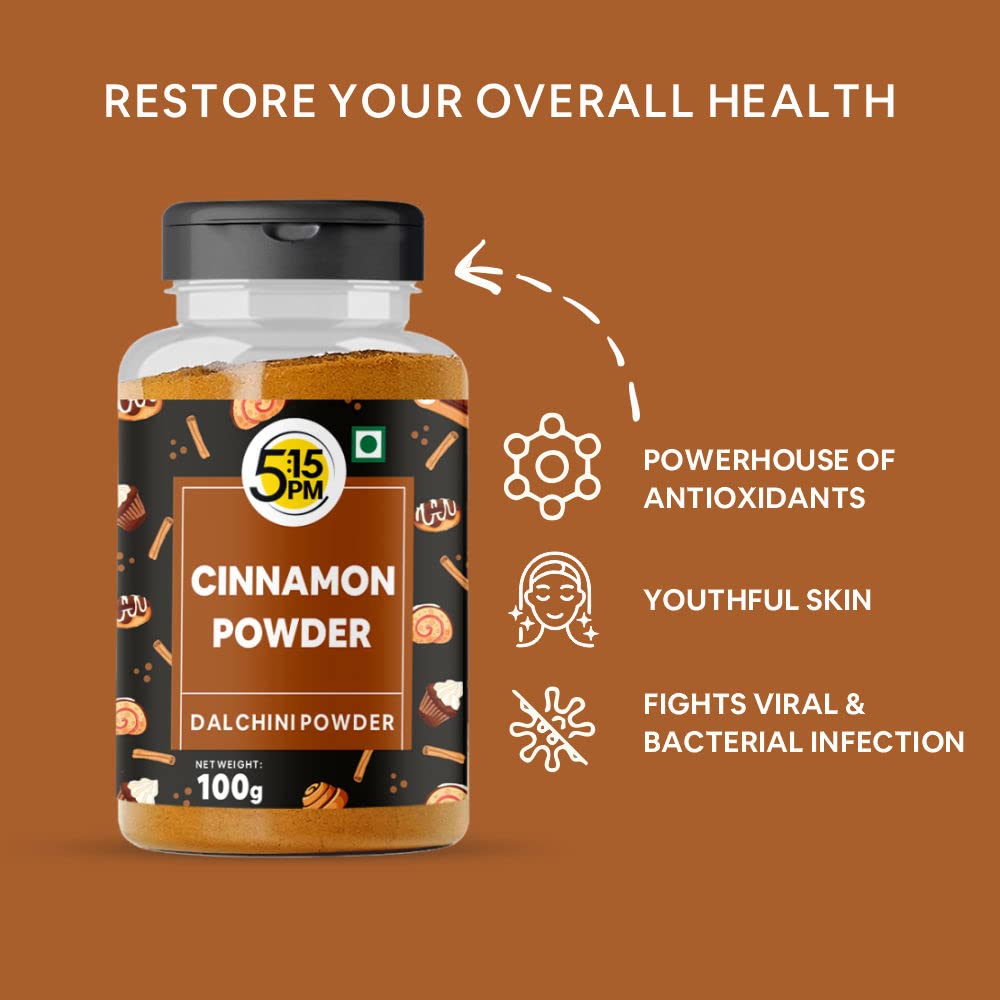 RESTORE YOUR OVERALL HEALTH
5:15
PM
CINNAMON
POWDER
DALCHINI POWDER
NET WEIGHT:
100g
POWERHOUSE OF
ANTIOXIDANTS
YOUTHFUL SKIN
FIGHTS VIRAL &
BACTERIAL INFECTION